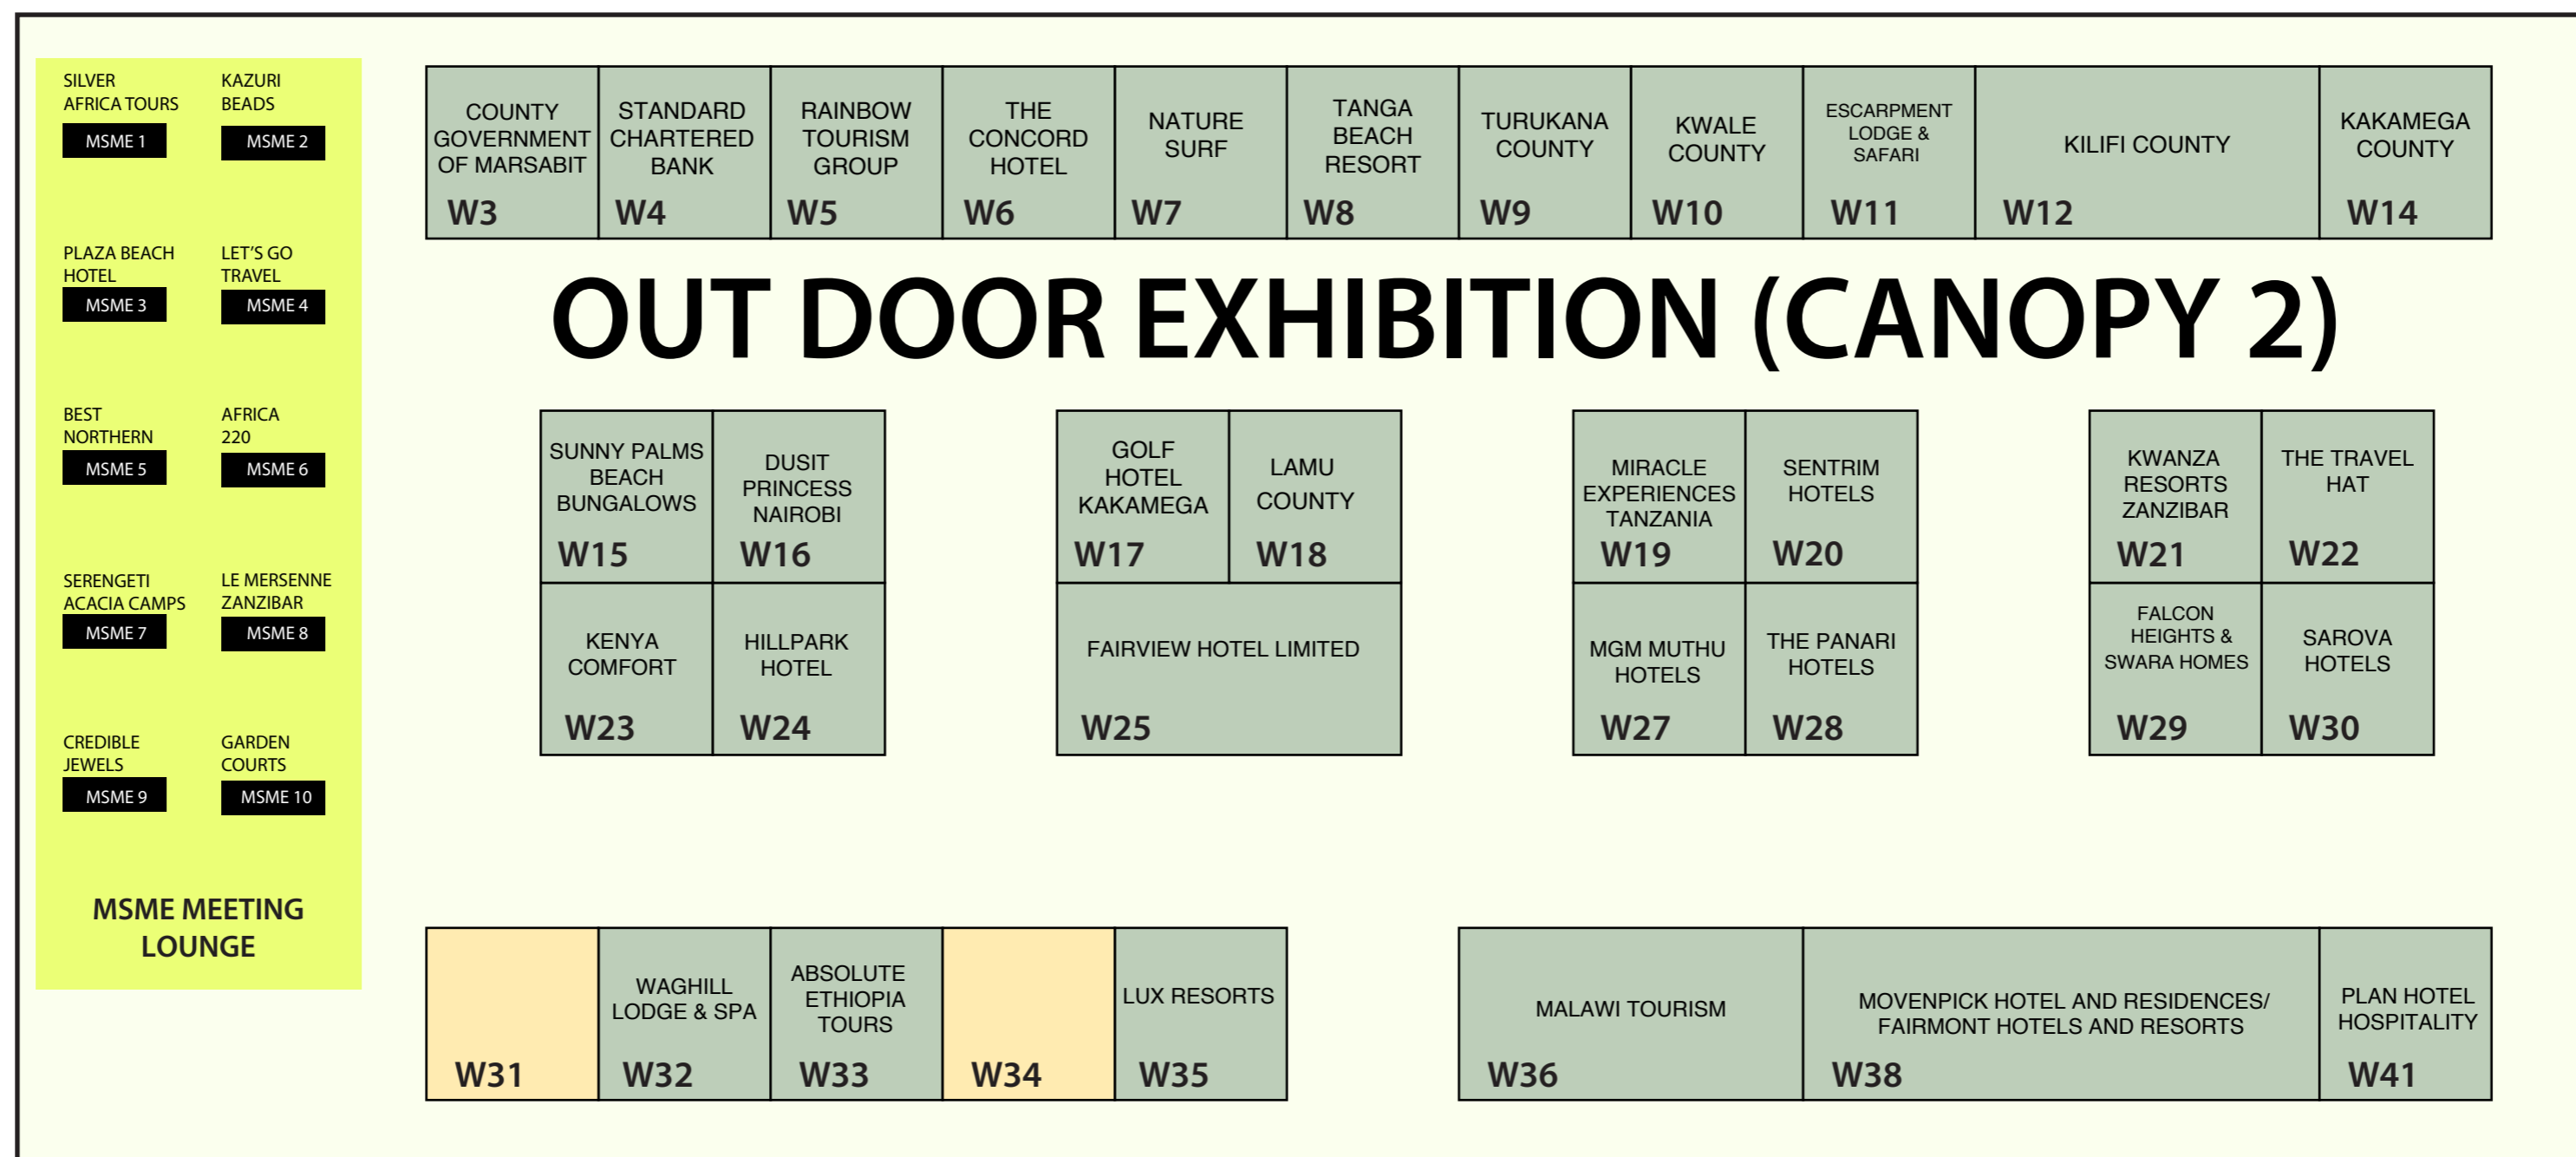 SILVER
AFRICA TOURS
MSME 1
KAZURI
BEADS
MSME 2
PLAZA BEACH
HOTEL
MSME 3
LET'S GO
TRAVEL
MSME 4
BEST
NORTHERN
MSME 5
AFRICA
220
MSME 6
SERENGETI
ACACIA CAMPS
MSME 7
LE MERSENNE
ZANZIBAR
MSME 8
CREDIBLE
JEWELS
MSME 9
GARDEN
COURTS
MSME 10
MSME MEETING
LOUNGE
COUNTY
GOVERNMENT
OF MARSABIT
W3
STANDARD
CHARTERED
BANK
W4
RAINBOW
TOURISM
GROUP
W5
THE
CONCORD
HOTEL
W6
NATURE
SURF
W7
TANGA
BEACH
RESORT
W8
TURUKANA
COUNTY
W9
KWALE
COUNTY
W10
ESCARPMENT
LODGE &
SAFARI
W11
KILIFI COUNTY
W12
KAKAMEGA
COUNTY
W14
OUT DOOR EXHIBITION (CANOPY 2)
SUNNY PALMS
BEACH
BUNGALOWS
W15
DUSIT
PRINCESS
NAIROBI
W16
GOLF
HOTEL
KAKAMEGA
W17
LAMU
COUNTY
W18
MIRACLE
EXPERIENCES
TANZANIA
W19
SENTRIM
HOTELS
W20
KWANZA
RESORTS
ZANZIBAR
W21
THE TRAVEL
HAT
W22
KENYA
COMFORT
W23
HILLPARK
HOTEL
W24
FAIRVIEW HOTEL LIMITED
W25
MGM MUTHU
HOTELS
W27
THE PANARI
HOTELS
W28
FALCON
HEIGHTS &
SWARA HOMES
W29
SAROVA
HOTELS
W30
W31
WAGHILL
LODGE & SPA
W32
ABSOLUTE
ETHIOPIA
TOURS
W33
W34
LUX RESORTS
W35
MALAWI TOURISM
W36
MOVENPICK HOTEL AND RESIDENCES/
FAIRMONT HOTELS AND RESORTS
W38
PLAN HOTEL
HOSPITALITY
W41